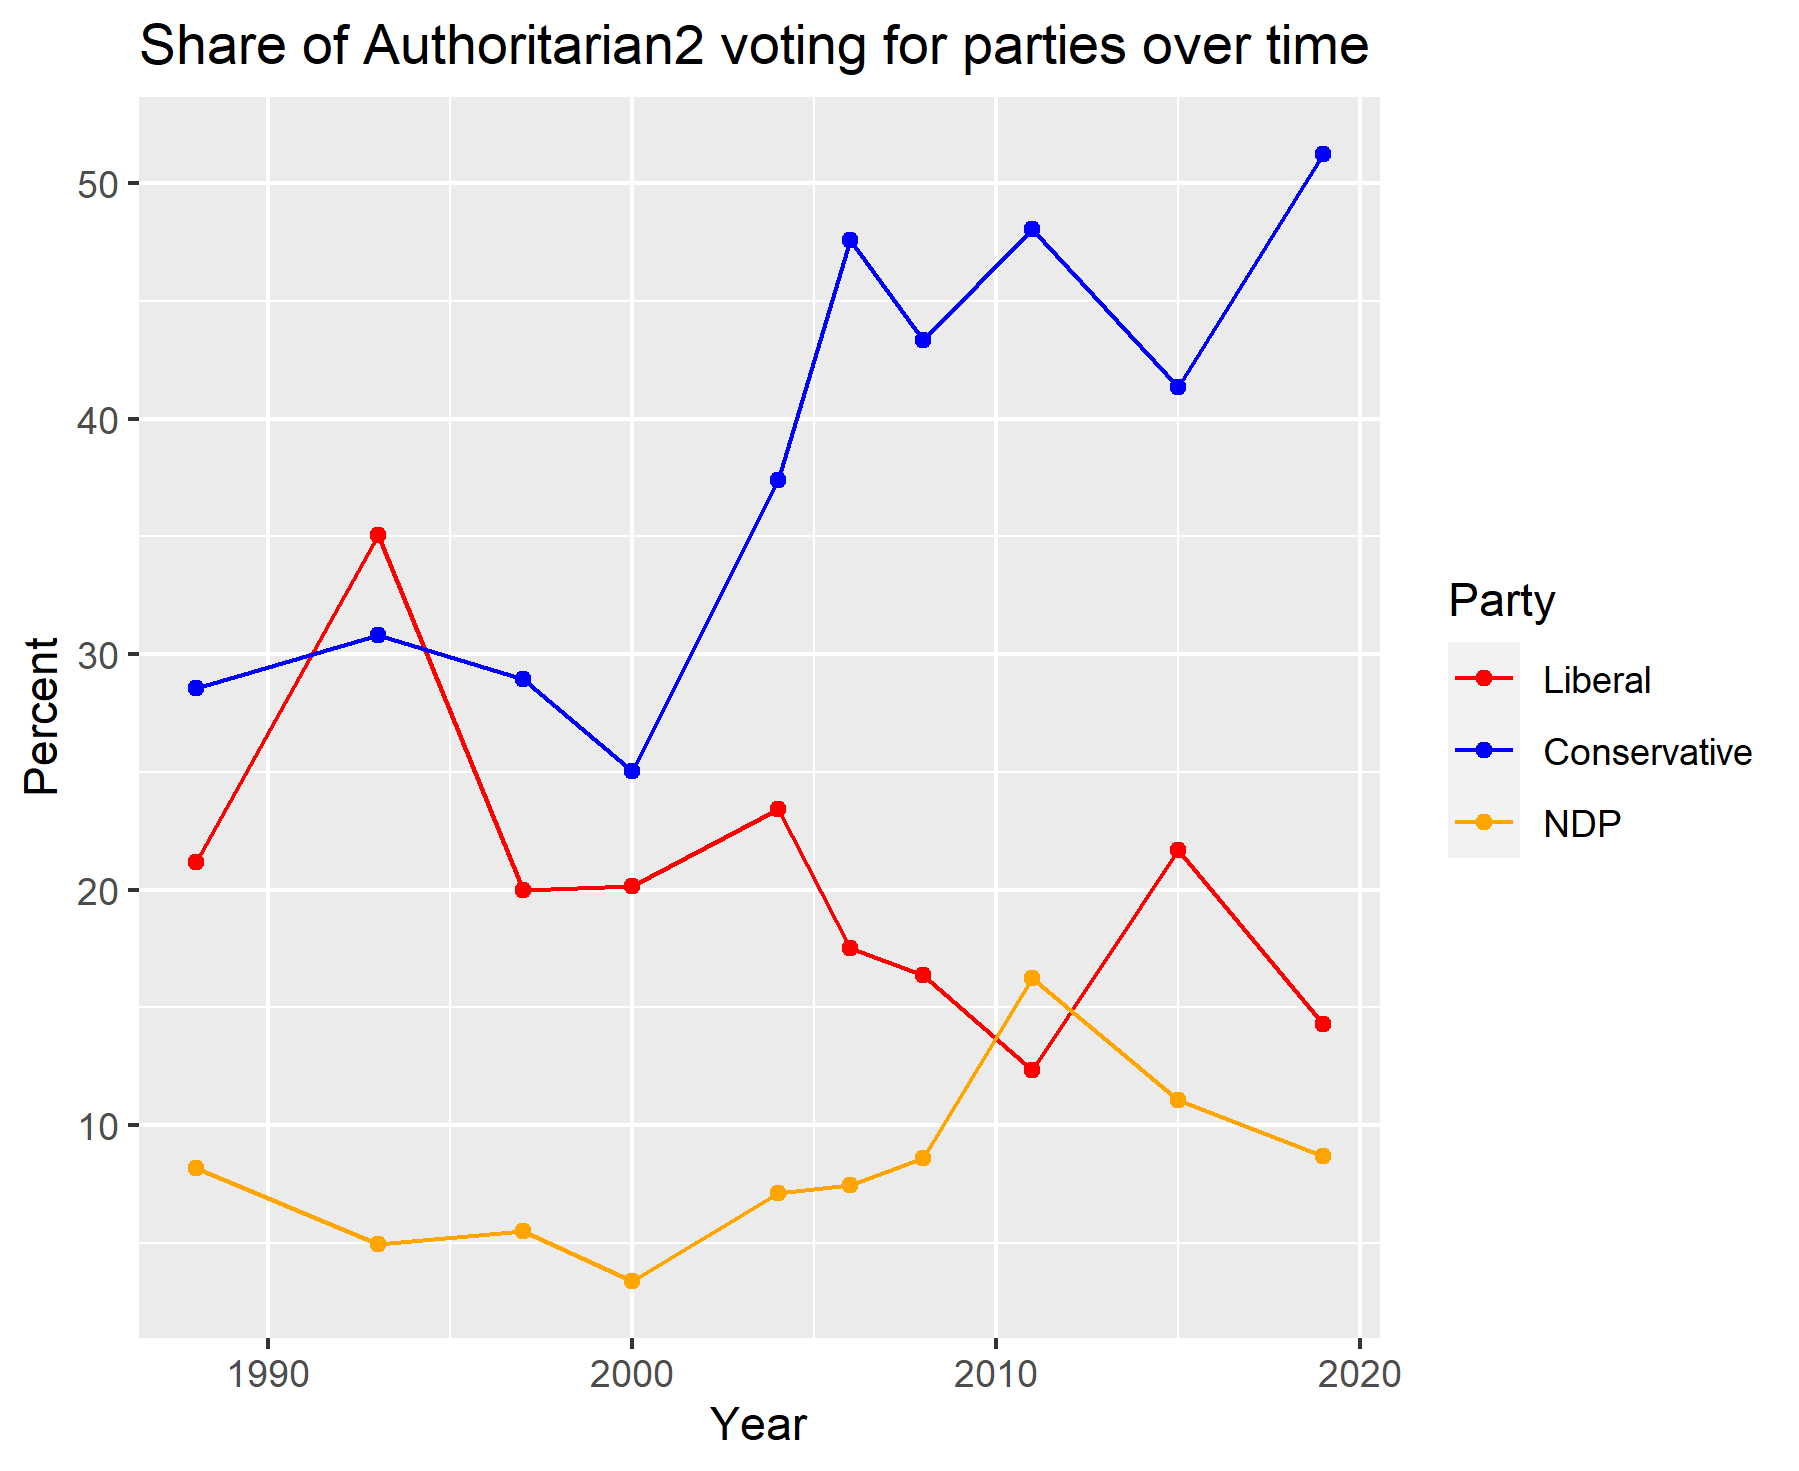 Share of Authoritarian2 voting for parties over time
50
40
30
20
10
Percent
1990
2000
2010
2020
Year
Party
Liberal
Conservative
NDP